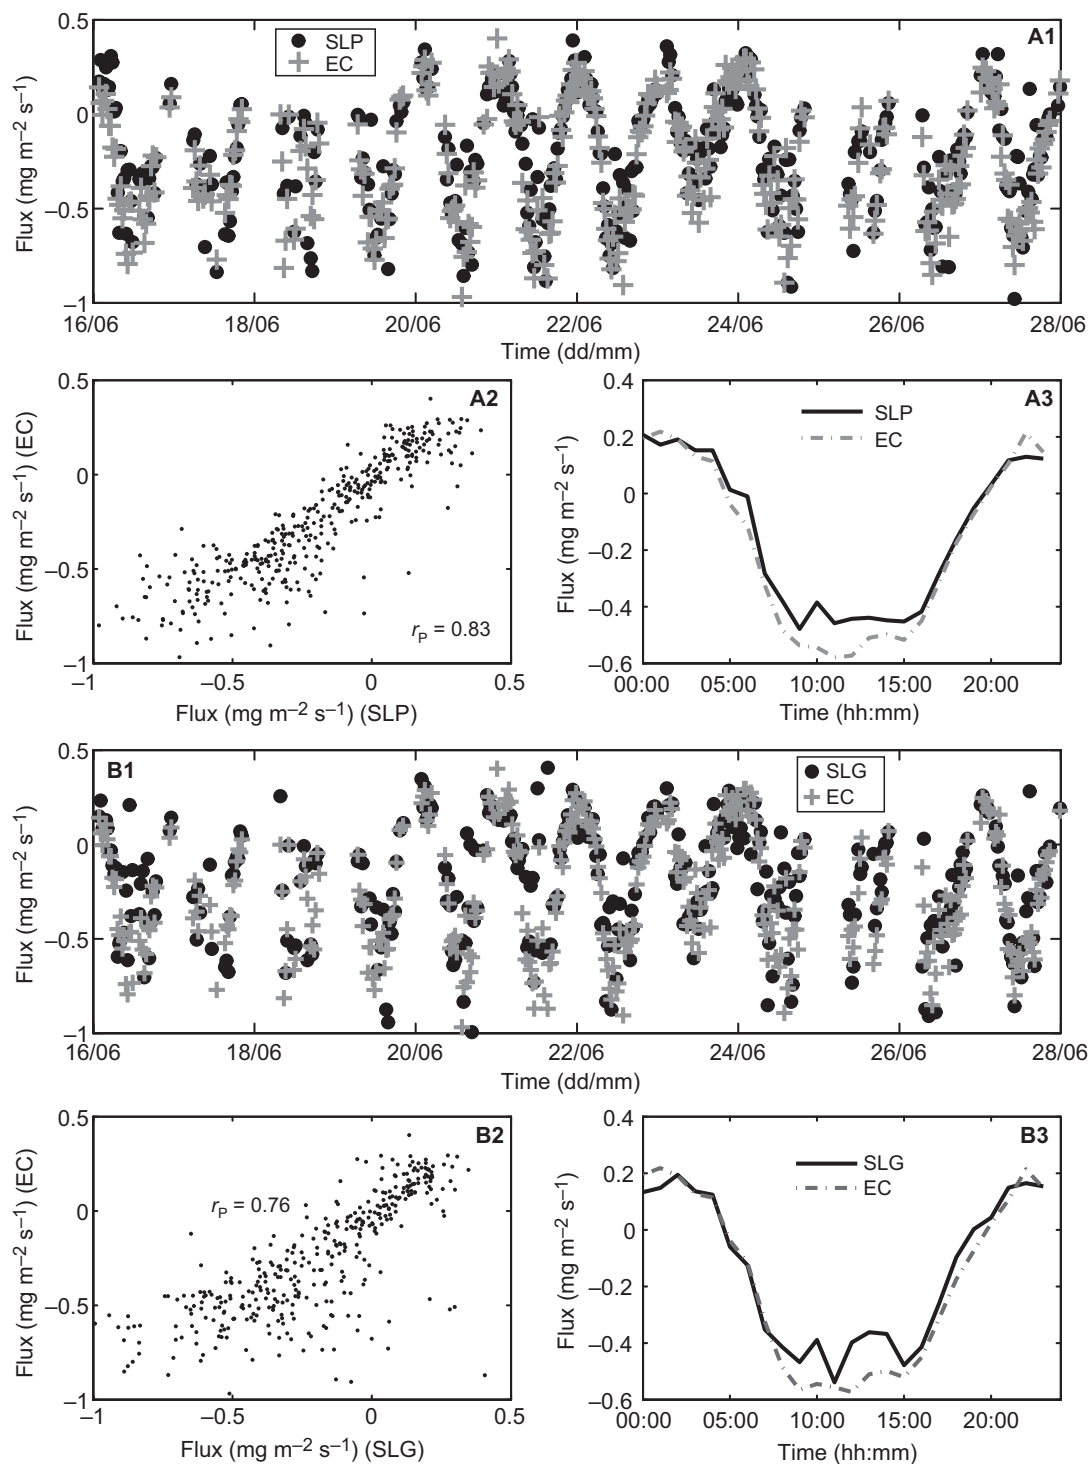 0.5
A1
SLP
EC
0
–0.5
–1
Flux (mg m–2 s–1)
16/06 18/06 20/06 22/06 24/06 26/06 28/06
Time (dd/mm)
0.5
A2
0
–0.5
–1
Flux (mg m–2 s–1) (EC)
rP = 0.83
–1 –0.5 0 0.5
Flux (mg m–2 s–1) (SLP)
0.4
A3
SLP
EC
0.2
0
–0.2
–0.4
–0.6
Flux (mg m–2 s–1)
00:00 05:00 10:00 15:00 20:00
Time (hh:mm)
0.5
B1
SLG
EC
0
–0.5
–1
Flux (mg m–2 s–1)
16/06 18/06 20/06 22/06 24/06 26/06 28/06
Time (dd/mm)
0.5
B2
rP = 0.76
0
–0.5
–1
Flux (mg m–2 s–1) (EC)
–1 –0.5 0 0.5
Flux (mg m–2 s–1) (SLG)
0.4
B3
SLG
EC
0.2
0
–0.2
–0.4
–0.6
Flux (mg m–2 s–1)
00:00 05:00 10:00 15:00 20:00
Time (hh:mm)